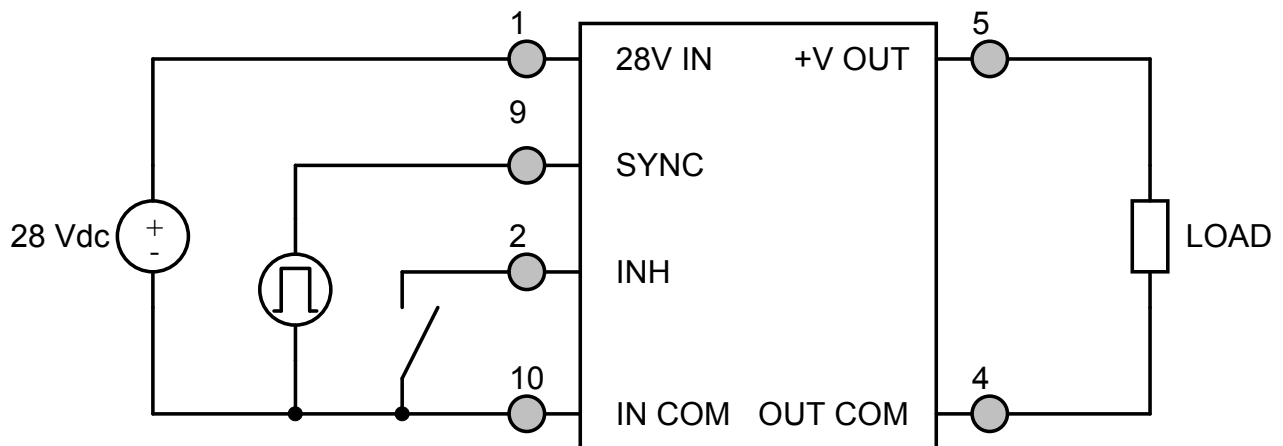 1
5
28V IN
+V OUT
9
SYNC
28 Vdc
+
-
2
INH
LOAD
10
4
IN COM
OUT COM